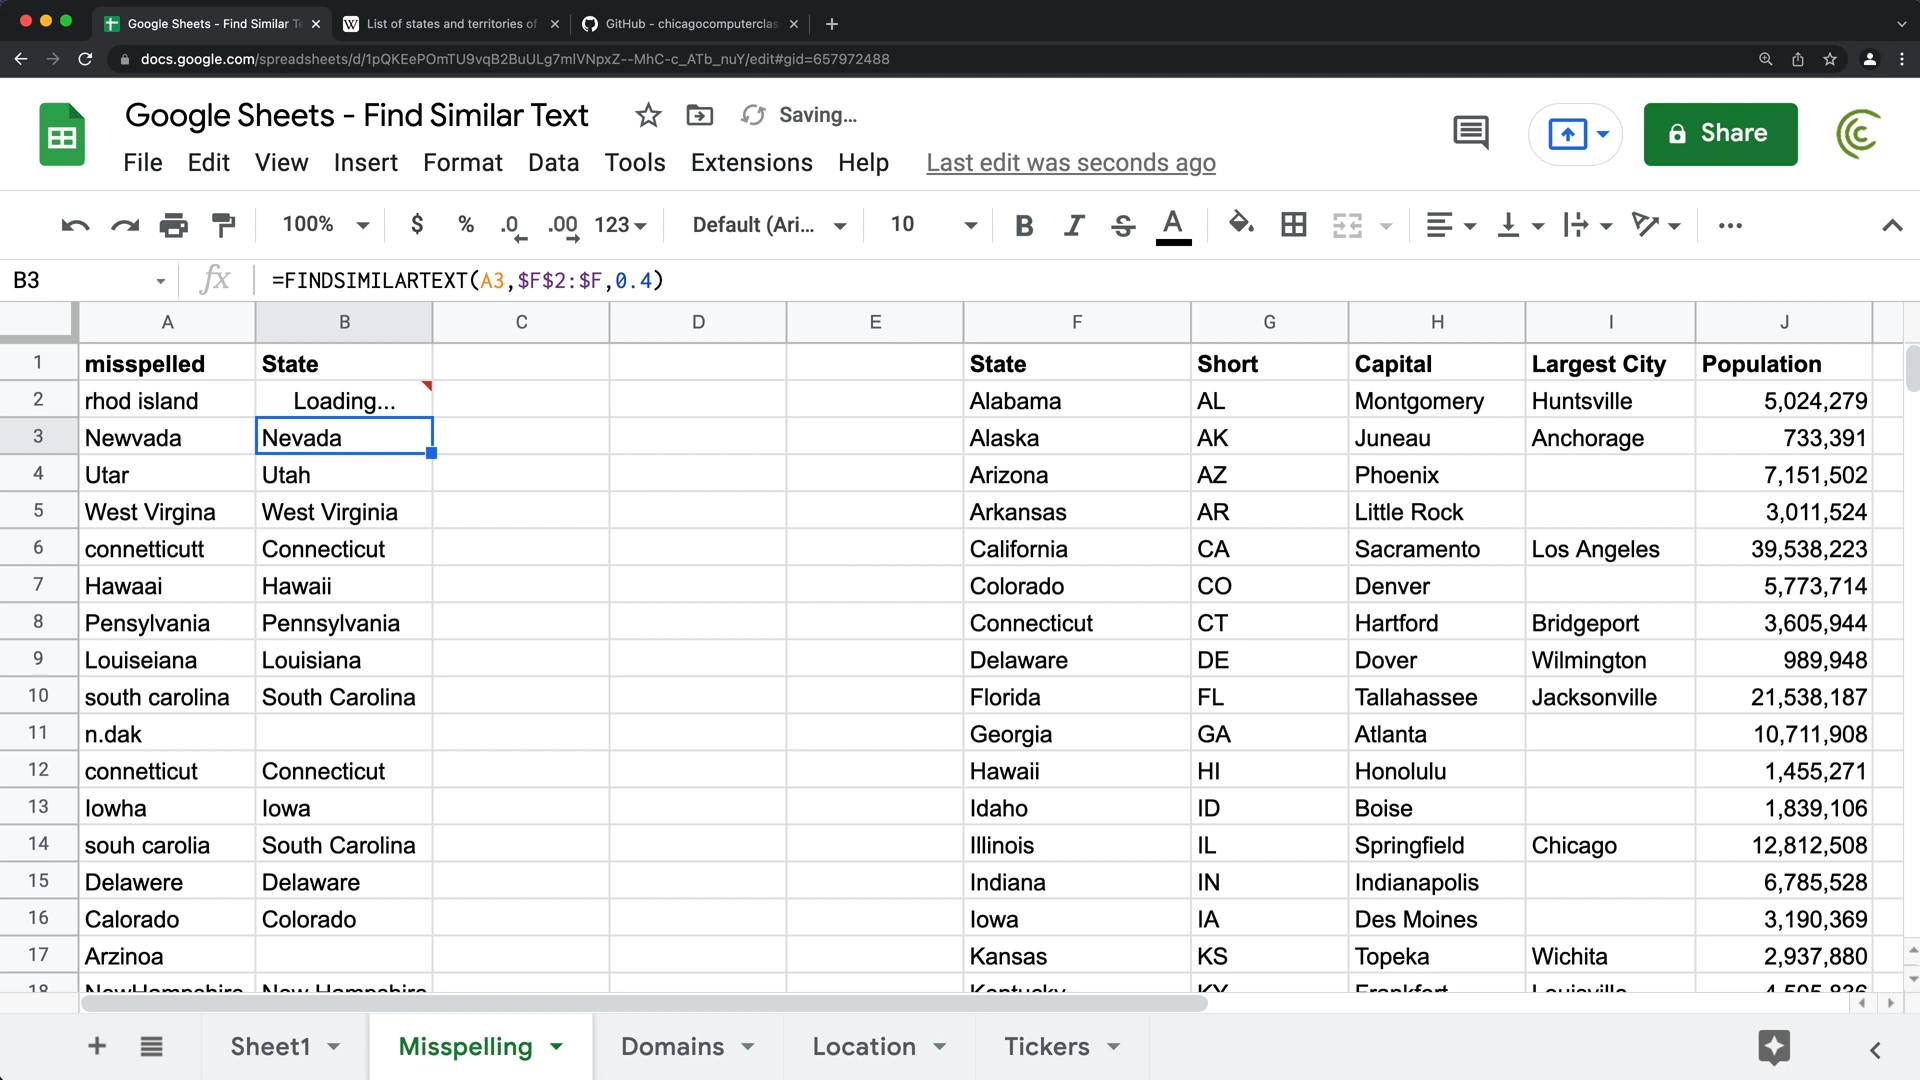 Google Sheets - Find Similar Te
List of states and territories of
GitHub - chicagocomputerclas
docs.google.com/spreadsheets/d/1pQKEePOmTU9vqB2BuULg7mlVNpxZ--MhC-c_ATb_nuY/edit#gid=657972488
Google Sheets - Find Similar Text Saving...
File Edit View Insert Format Data Tools Extensions Help Last edit was seconds ago
Share
100% $ % .0 .00 123 Default (Ari... 10 B I S A
B3 fx =FINDSIMILARTEXT(A3,$F$2:$F,0.4)
A B C D E F G H I J
1 misspelled State State Short Capital Largest City Population
2 rhod island Loading... Alabama AL Montgomery Huntsville 5,024,279
3 Newvada Nevada Alaska AK Juneau Anchorage 733,391
4 Utar Utah Arizona AZ Phoenix 7,151,502
5 West Virgina West Virginia Arkansas AR Little Rock 3,011,524
6 connetticutt Connecticut California CA Sacramento Los Angeles 39,538,223
7 Hawaai Hawaii Colorado CO Denver 5,773,714
8 Pensylvania Pennsylvania Connecticut CT Hartford Bridgeport 3,605,944
9 Louiseiana Louisiana Delaware DE Dover Wilmington 989,948
10 south carolina South Carolina Florida FL Tallahassee Jacksonville 21,538,187
11 n.dak Georgia GA Atlanta 10,711,908
12 connetticut Connecticut Hawaii HI Honolulu 1,455,271
13 Iowha Iowa Idaho ID Boise 1,839,106
14 souh carolia South Carolina Illinois IL Springfield Chicago 12,812,508
15 Delawere Delaware Indiana IN Indianapolis 6,785,528
16 Calorado Colorado Iowa IA Des Moines 3,190,369
17 Arzinoa Kansas KS Topeka Wichita 2,937,880
18 NewHampshire New Hampshire Kentucky KY Frankfort Louisville 4,505,836
Sheet1 Misspelling Domains Location Tickers